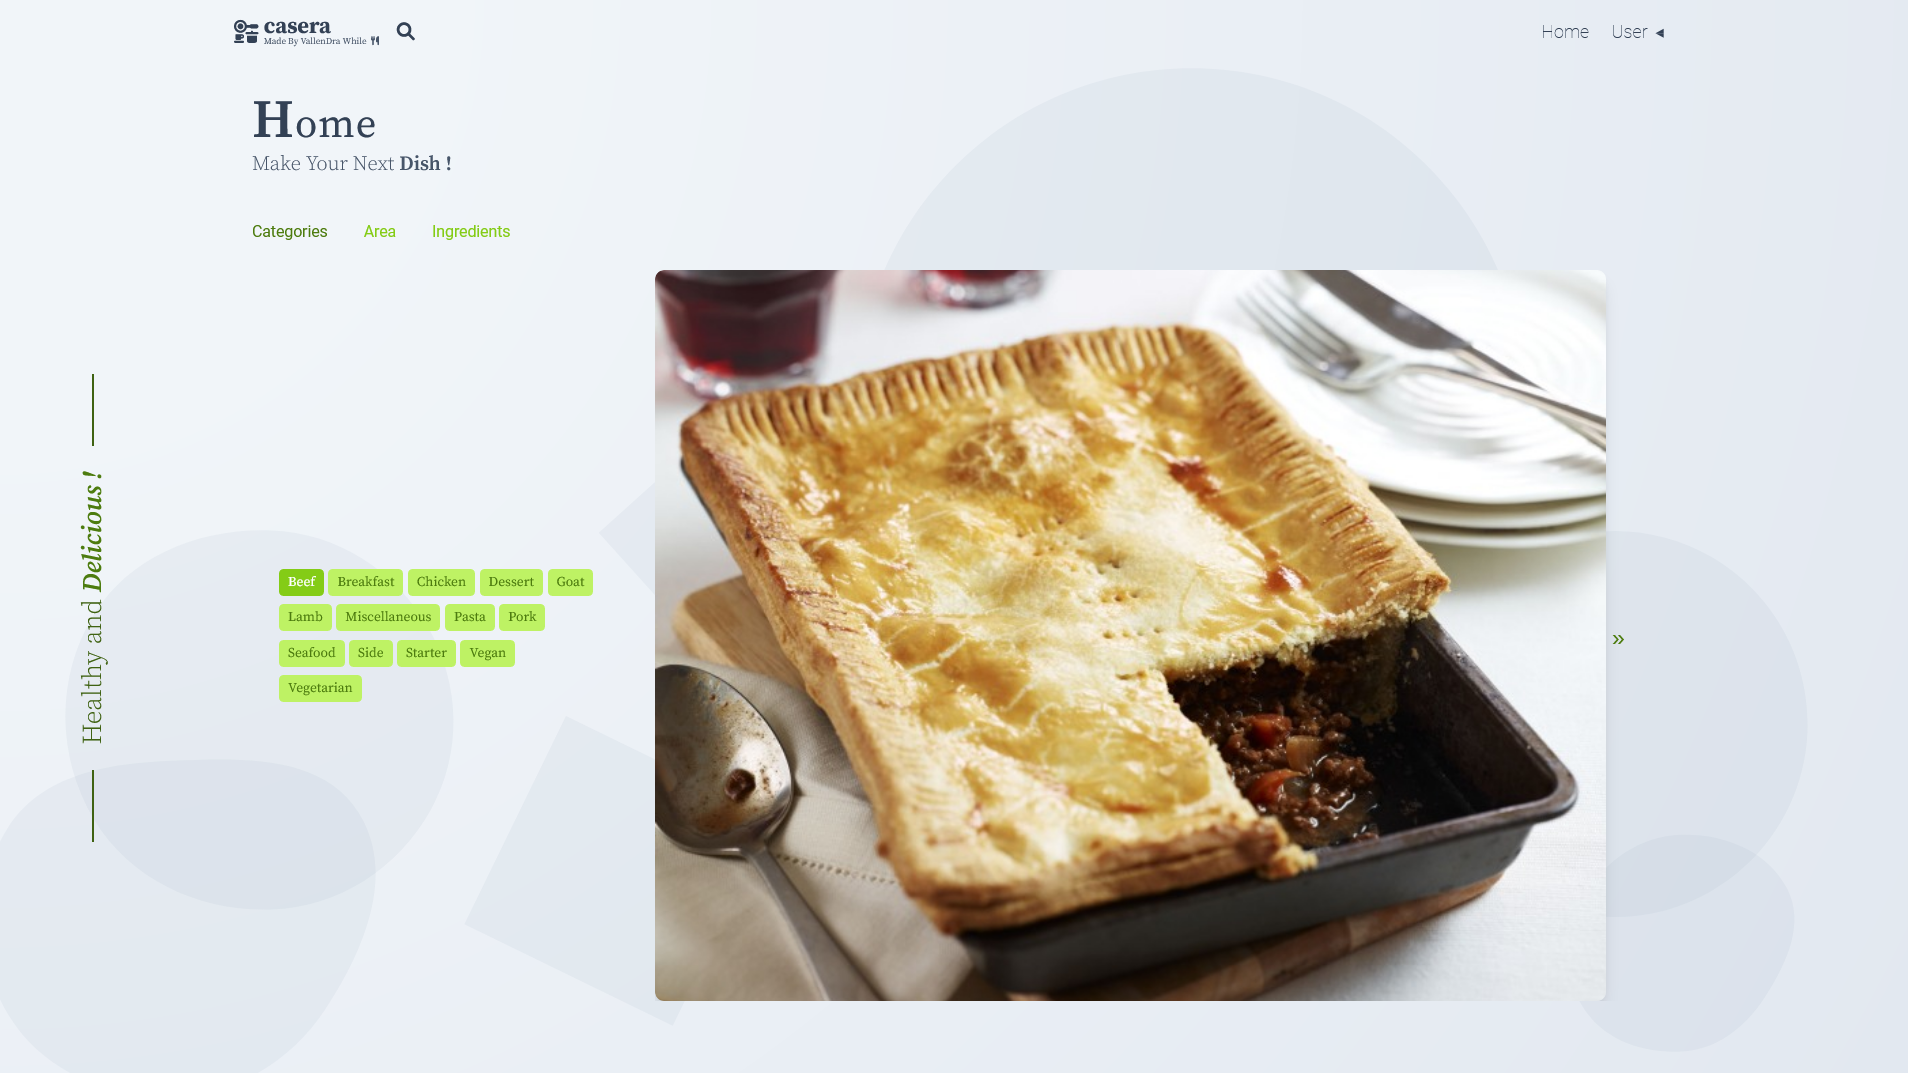 casera
Made By VallenDra While
Home
User
Home
Make Your Next Dish !
Categories
Area
Ingredients
Healthy and Delicious !
Beef
Breakfast
Chicken
Dessert
Goat
Lamb
Miscellaneous
Pasta
Pork
Seafood
Side
Starter
Vegan
Vegetarian
»